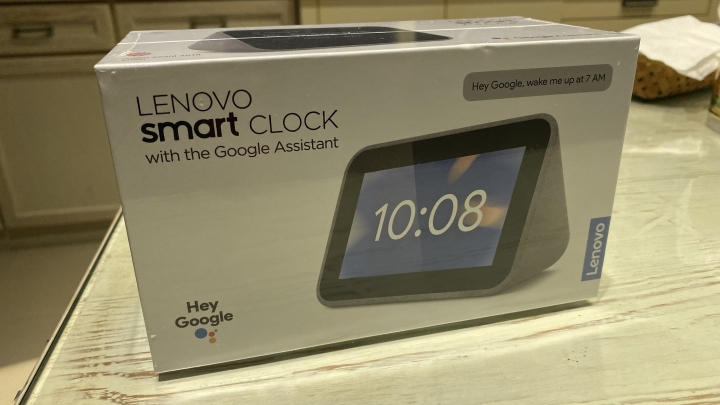 Hey Google, wake me up at 7 AM
LENOVO
smart CLOCK
with the Google Assistant
10:08
Lenovo
Hey
Google